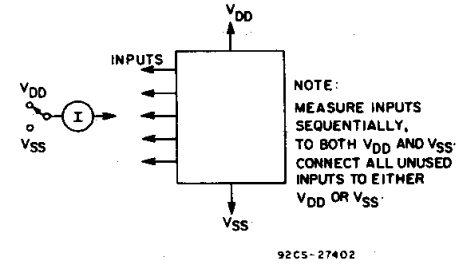 VDD
INPUTS
VDD
I
VSS
NOTE:
MEASURE INPUTS
SEQUENTIALLY,
TO BOTH VDD AND VSS.
CONNECT ALL UNUSED
INPUTS TO EITHER
VDD OR VSS.
VSS
92CS-27402